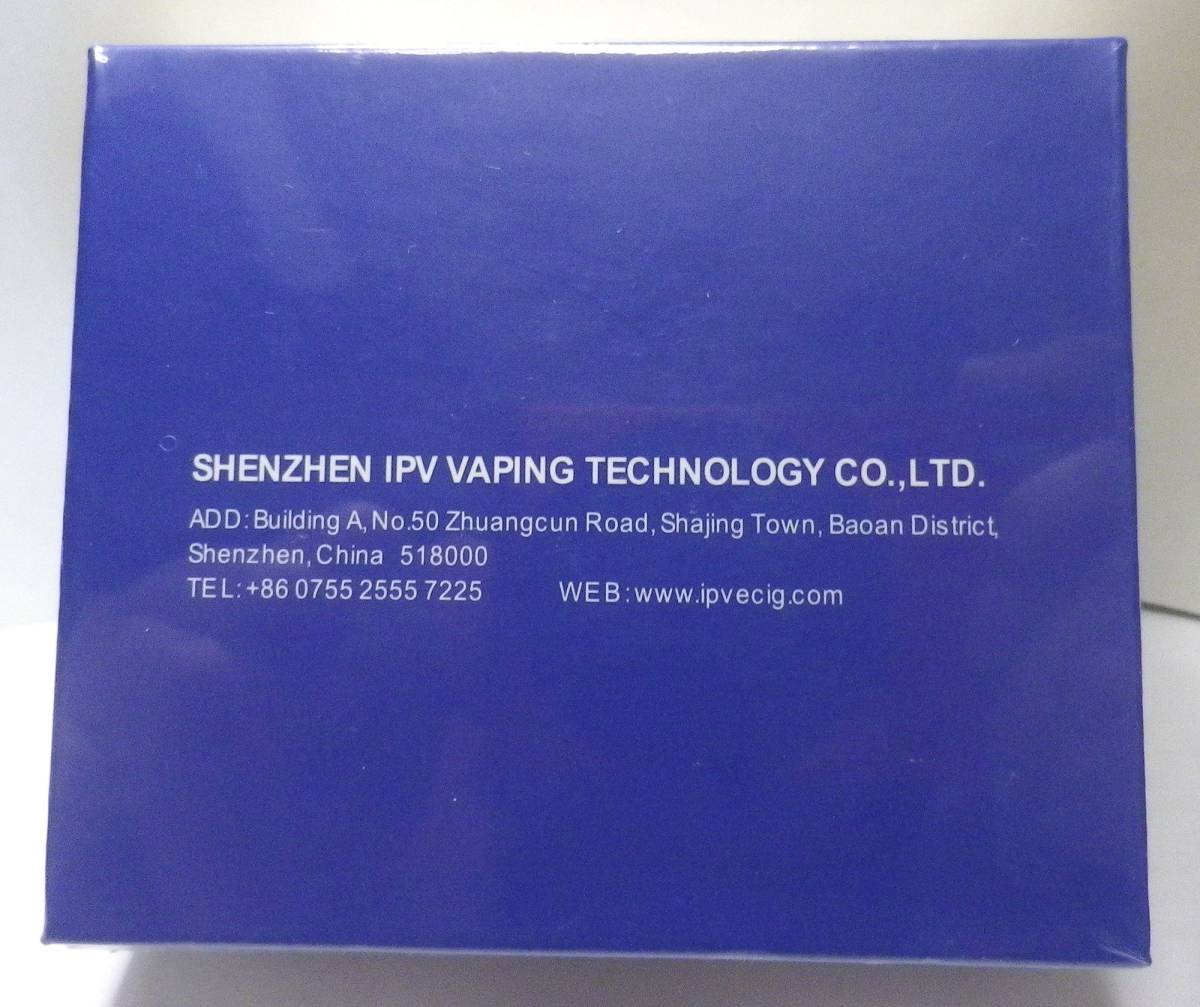 SHENZHEN IPV VAPING TECHNOLOGY CO.,LTD.
ADD: Building A, No.50 Zhuangcun Road, Shajing Town, Baoan District,
Shenzhen, China 518000
TEL: +86 0755 2555 7225 WEB: www.ipvecig.com